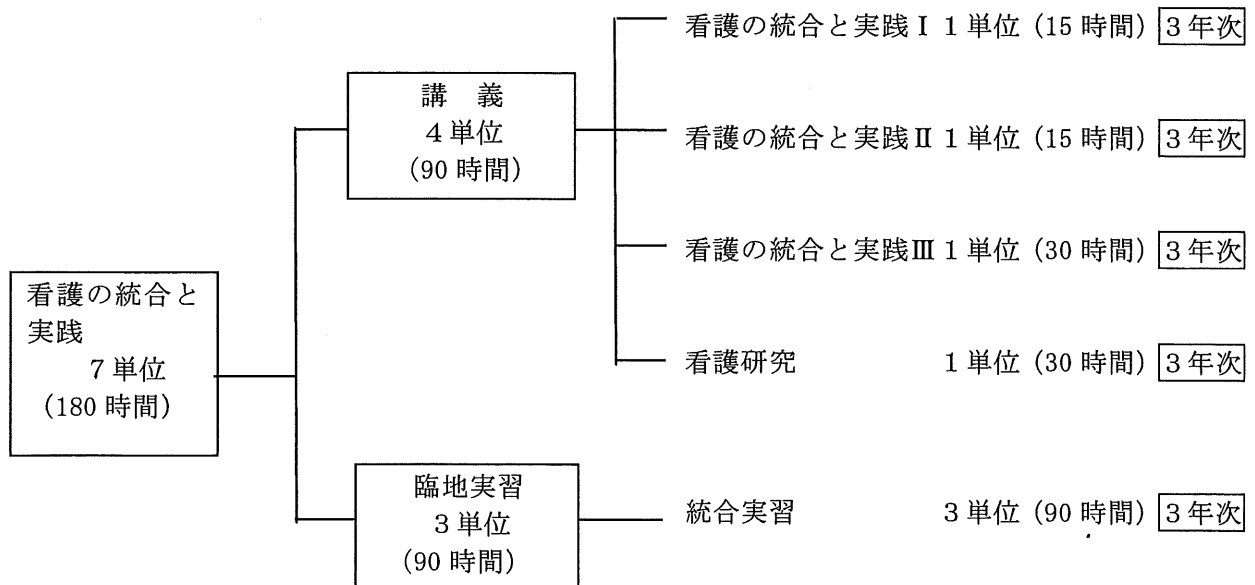 看護の統合と実践Ⅰ 1単位 (15時間) 3年次
講 義
4単位
(90時間)
看護の統合と実践Ⅱ 1単位 (15時間) 3年次
看護の統合と実践Ⅲ 1単位 (30時間) 3年次
看護の統合と
実践
7単位
(180時間)
看護研究 1単位 (30時間) 3年次
臨地実習
3単位
(90時間)
統合実習 3単位 (90時間) 3年次